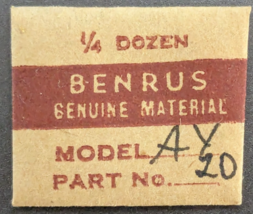 1/4 DOZEN
BENRUS
GENUINE MATERIAL
MODEL AY
PART No. 20